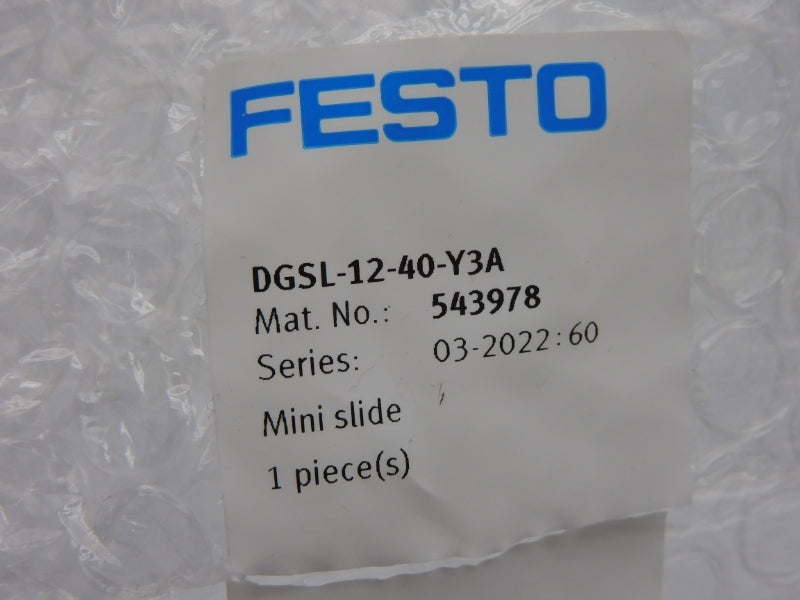 FESTO
DGSL-12-40-Y3A
Mat. No.: 543978
Series: 03-2022:60
Mini slide
1 piece(s)